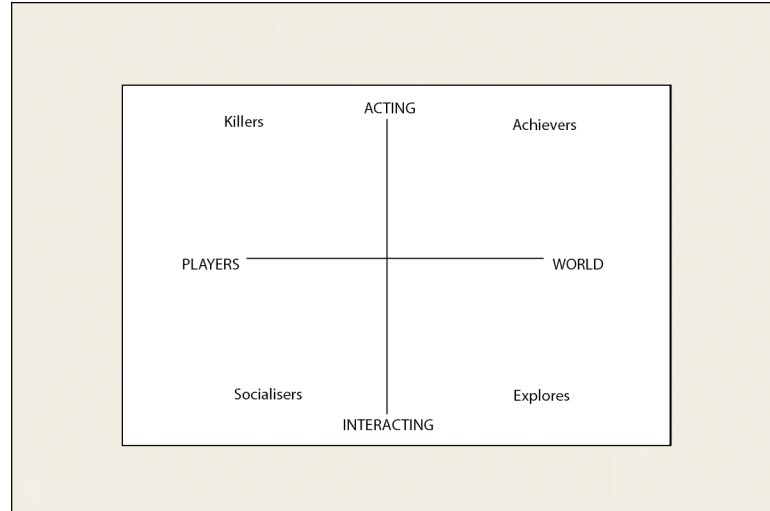 ACTING
Killers
Achievers
PLAYERS
WORLD
Socialisers
Explores
INTERACTING